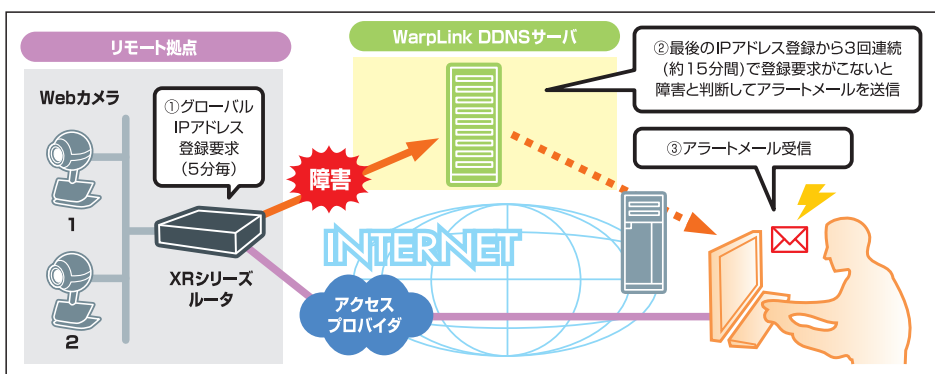 リモート拠点
WarpLink DDNSサーバ
②最後のIPアドレス登録から3回連続
(約15分間)で登録要求がこないと
障害と判断してアラートメールを送信
Webカメラ
①グローバル
IPアドレス
登録要求
(5分毎)
③アラートメール受信
障害
1
INTERNET
XRシリーズ
ルータ
アクセス
プロバイダ
2